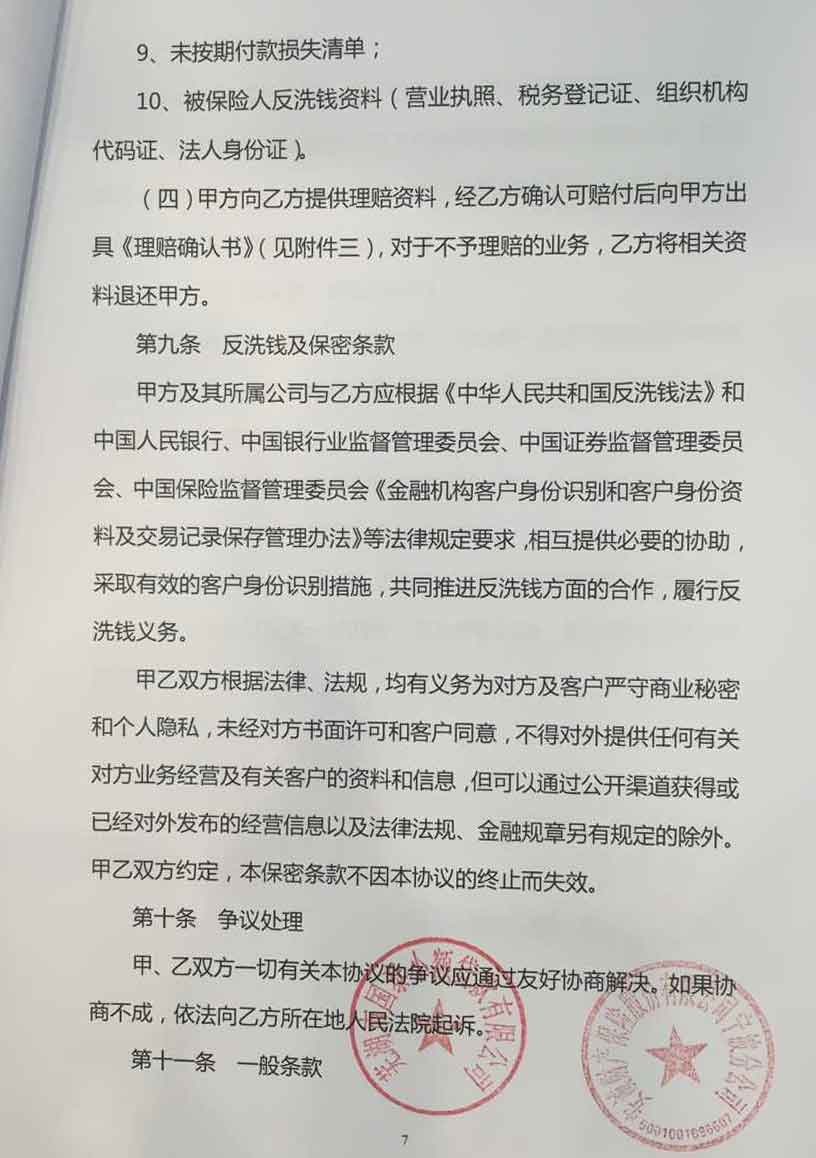 9、未按期付款损失清单；
10、被保险人反洗钱资料（营业执照、税务登记证、组织机构
代码证、法人身份证）。
（四）甲方向乙方提供理赔资料，经乙方确认可赔付后向甲方出
具《理赔确认书》（见附件三），对于不予理赔的业务，乙方将相关资
料退还甲方。
第九条 反洗钱及保密条款
甲方及其所属公司与乙方应根据《中华人民共和国反洗钱法》和
中国人民银行、中国银行业监督管理委员会、中国证券监督管理委员
会、中国保险监督管理委员会《金融机构客户身份识别和客户身份资
料及交易记录保存管理办法》等法律规定要求，相互提供必要的协助，
采取有效的客户身份识别措施，共同推进反洗钱方面的合作，履行反
洗钱义务。
甲乙双方根据法律、法规，均有义务为对方及客户严守商业秘密
和个人隐私，未经对方书面许可和客户同意，不得对外提供任何有关
对方业务经营及有关客户的资料和信息，但可以通过公开渠道获得或
已经对外发布的经营信息以及法律法规、金融规章另有规定的除外。
甲乙双方约定，本保密条款不因本协议的终止而失效。
第十条 争议处理
甲、乙双方一切有关本协议的争议应通过友好协商解决。如果协
商不成，依法向乙方所在地人民法院起诉。
第十一条 一般条款
芜湖市国 小额贷款有限公司
财产保险股份有限公司宁波分公司
7